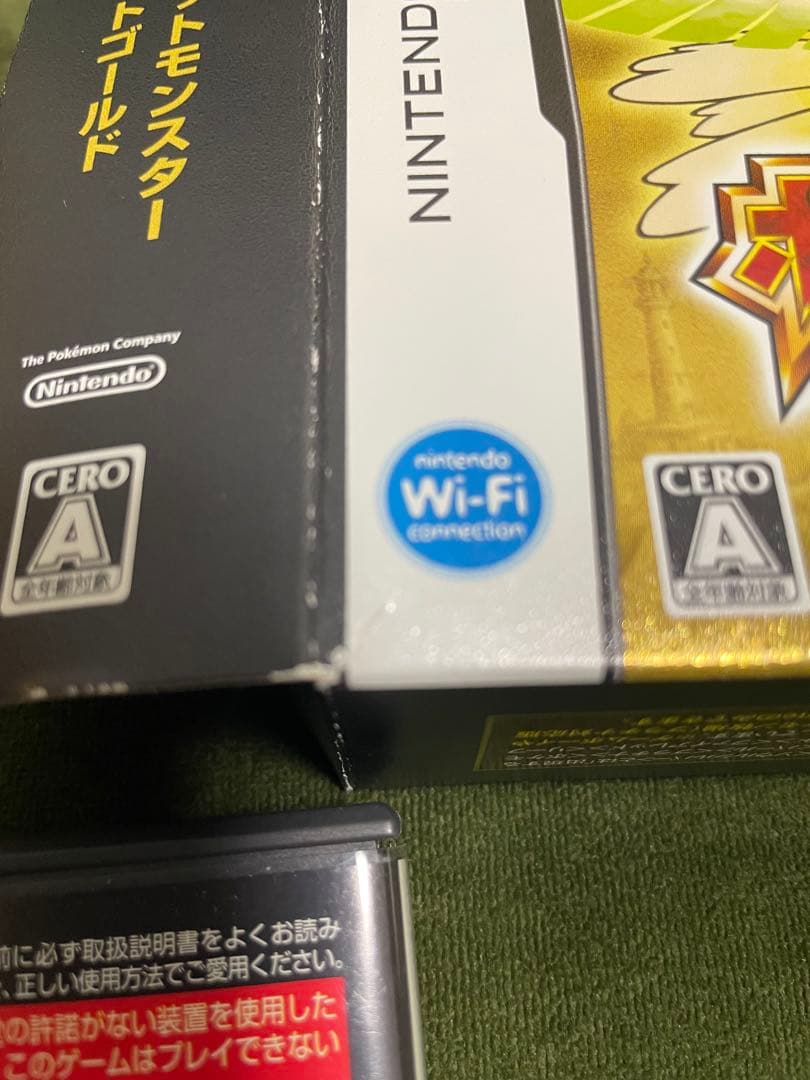 ットモンスター
トゴールド
The Pokémon Company
Nintendo
CERO
A
全年齢対象
NINTEND
nintendo
Wi-Fi
connection
CERO
A
全年齢対象
前に必ず取扱説明書をよくお読み
、正しい使用方法でご愛用ください。
の許諾がない装置を使用した
このゲームはプレイできない